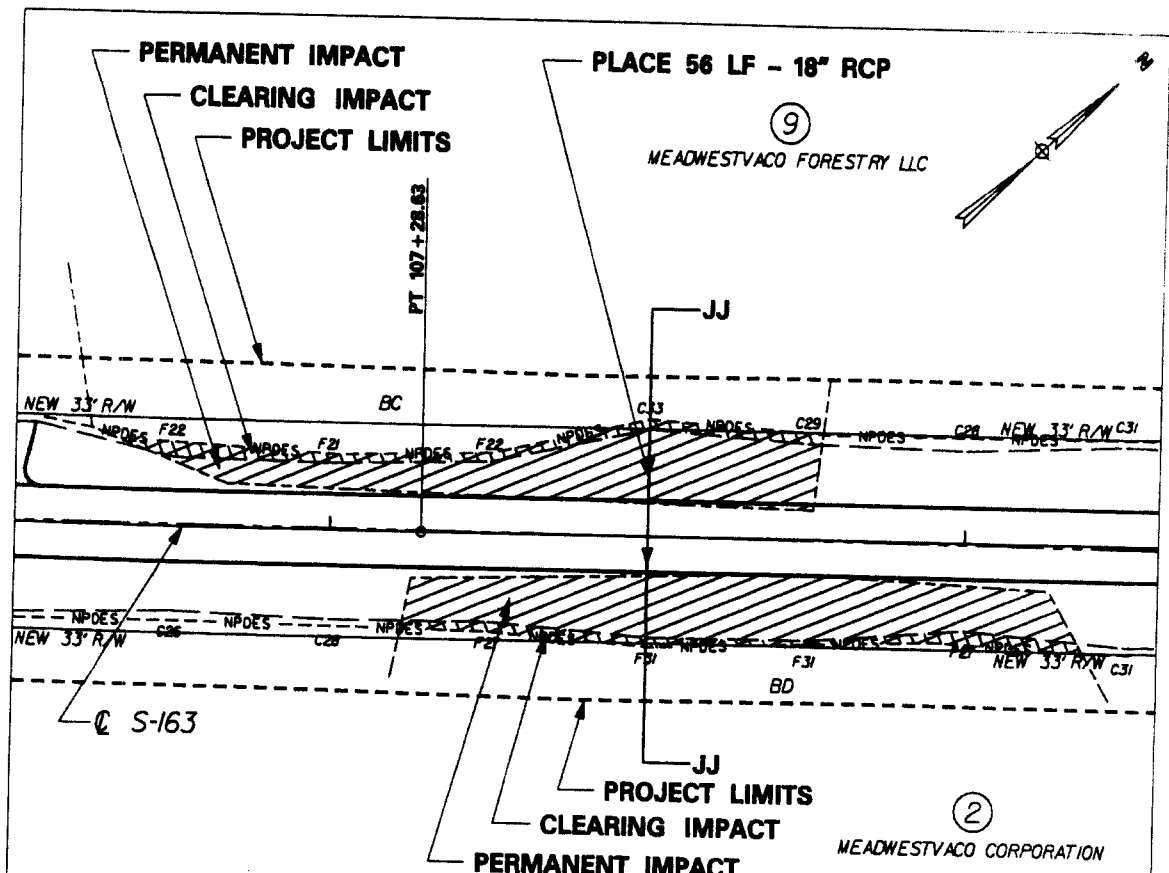 PERMANENT IMPACT
CLEARING IMPACT
PROJECT LIMITS
PLACE 56 LF - 18" RCP
9
MEADWESTVACO FORESTRY LLC
N
PT 107+28.63
JJ
NEW 33' R/W
BC
C33
C29
C28
NEW 33' R/W
C31
NPDES
F22
NPDES
F21
NPDES
F22
NPDES
NPDES
NPDES
NPDES
NPDES
NPDES
NPDES
NPDES
NPDES
NPDES
NPDES
NEW 33' R/W
C26
C28
F21
F31
F31
F21
NEW 33' R/W
C31
BD
℄ S-163
JJ
PROJECT LIMITS
CLEARING IMPACT
PERMANENT IMPACT
2
MEADWESTVACO CORPORATION